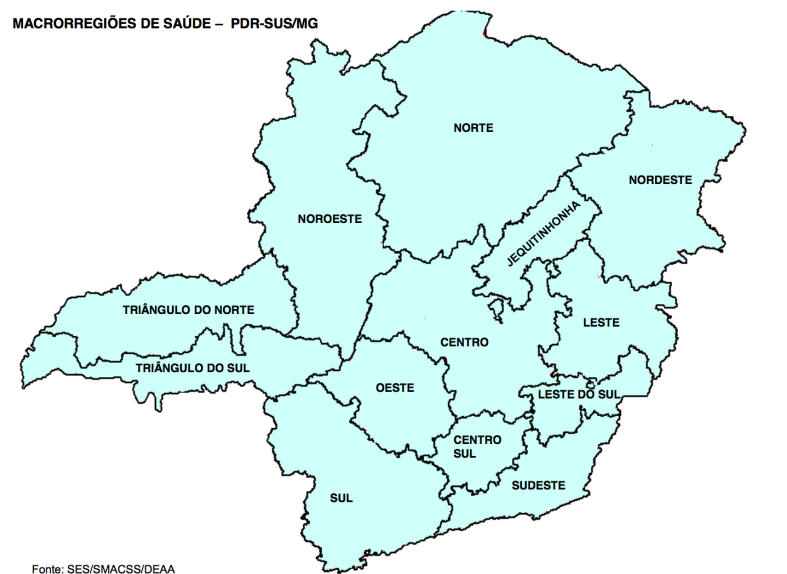 MACRORREGIÕES DE SAÚDE – PDR-SUS/MG
NORTE
NORDESTE
NOROESTE
JEQUITINHONHA
TRIÂNGULO DO NORTE
LESTE
CENTRO
TRIÂNGULO DO SUL
OESTE
LESTE DO SUL
CENTRO
SUL
SUDESTE
SUL
Fonte: SES/SMACSS/DEAA